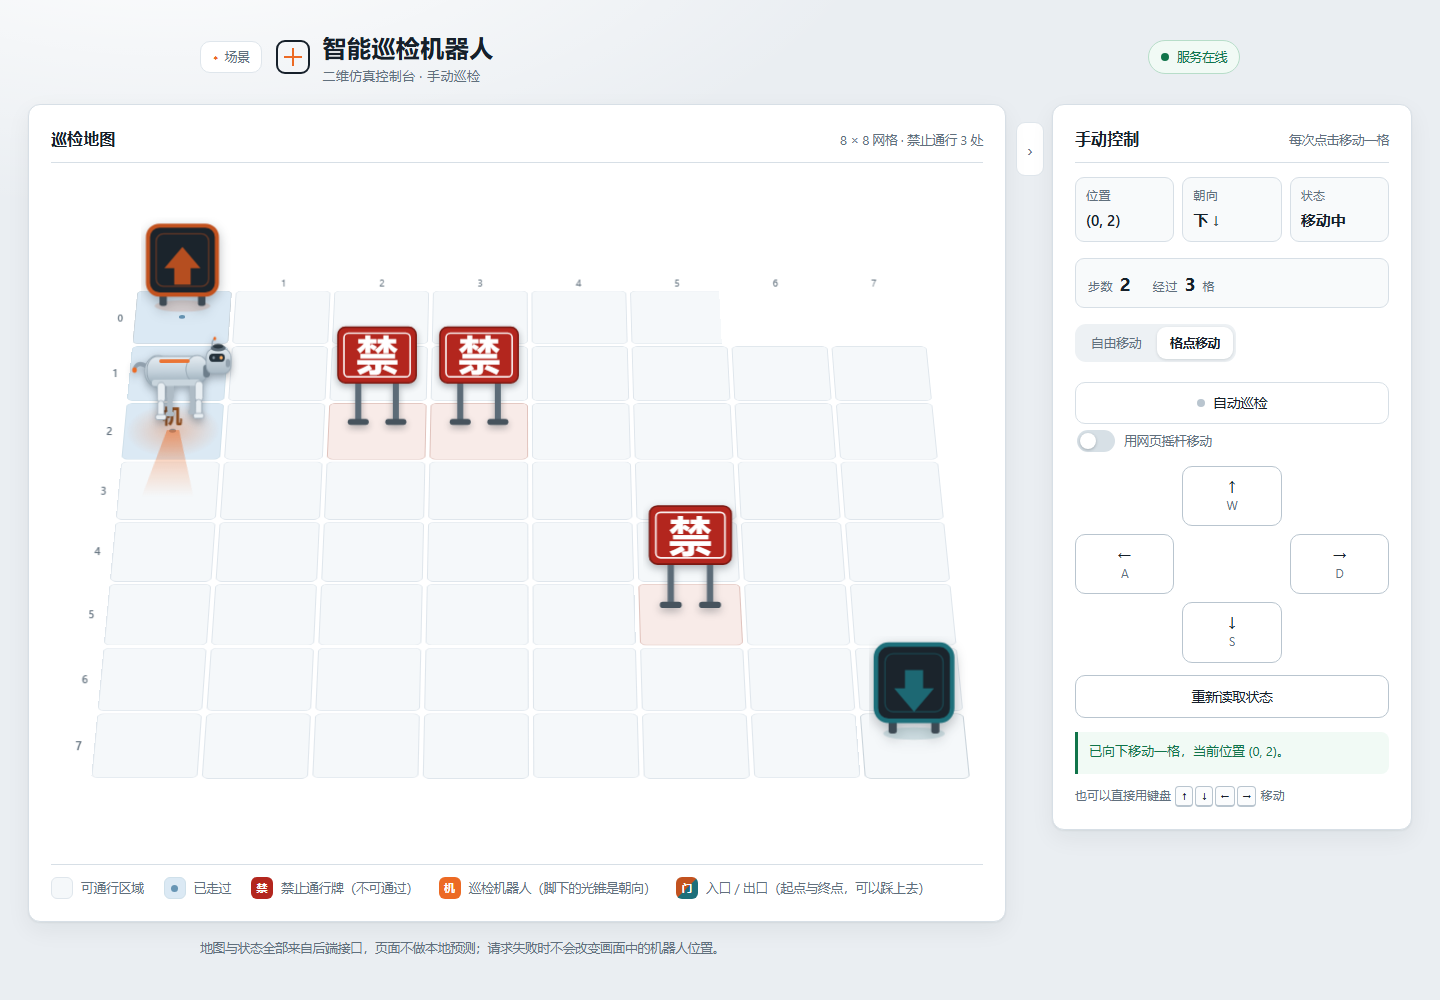 场景
智能巡检机器人
二维仿真控制台 · 手动巡检
服务在线
巡检地图
8 × 8 网格 · 禁止通行 3 处
1 2 3 4 5 6 7
0
禁 禁
1
机
2
3
禁
4
5
6
7
可通行区域
已走过
禁 禁止通行牌（不可通过）
机 巡检机器人（脚下的光锥是朝向）
门 入口 / 出口（起点与终点，可以踩上去）
地图与状态全部来自后端接口，页面不做本地预测；请求失败时不会改变画面中的机器人位置。
›
手动控制
每次点击移动一格
位置
(0, 2)
朝向
下 ↓
状态
移动中
步数 2 经过 3 格
自由移动 格点移动
自动巡检
用网页摇杆移动
↑
W
←
A
→
D
↓
S
重新读取状态
已向下移动一格，当前位置 (0, 2)。
也可以直接用键盘 ↑ ↓ ← → 移动